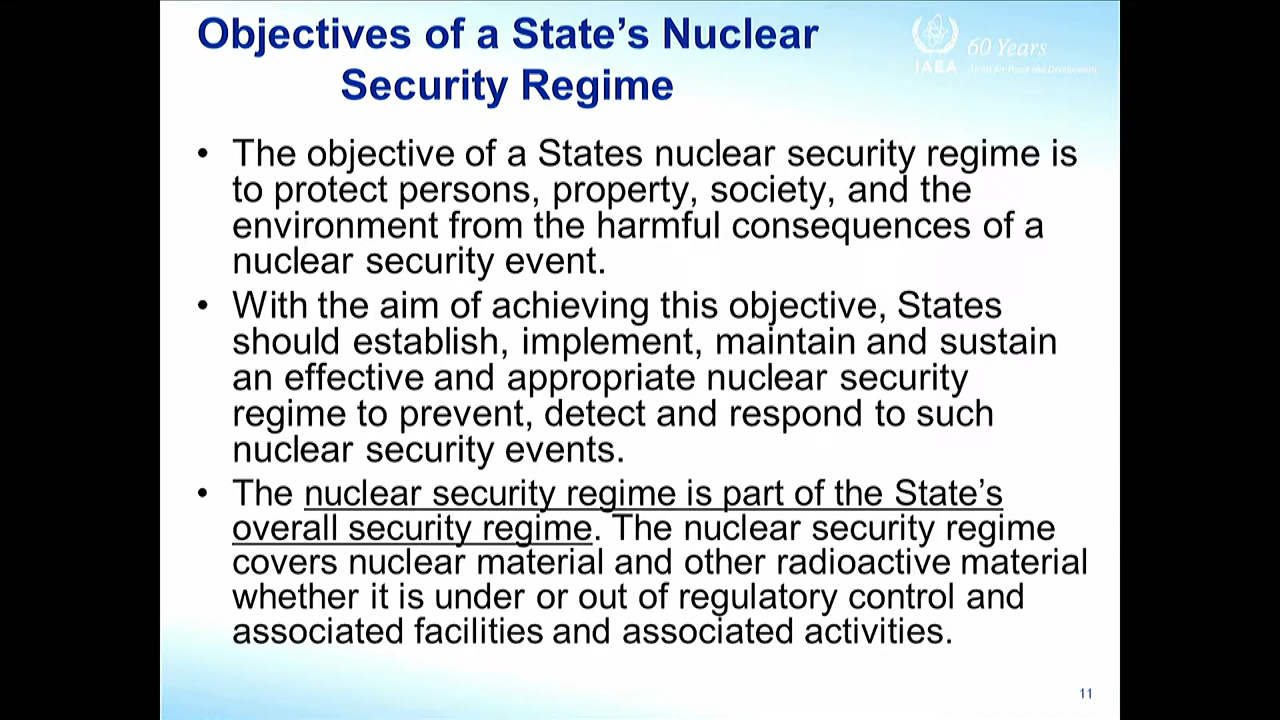 Objectives of a State’s Nuclear
Security Regime
IAEA
60 Years
Atoms for Peace and Development
• The objective of a States nuclear security regime is
to protect persons, property, society, and the
environment from the harmful consequences of a
nuclear security event.
• With the aim of achieving this objective, States
should establish, implement, maintain and sustain
an effective and appropriate nuclear security
regime to prevent, detect and respond to such
nuclear security events.
• The nuclear security regime is part of the State’s
overall security regime. The nuclear security regime
covers nuclear material and other radioactive material
whether it is under or out of regulatory control and
associated facilities and associated activities.
11